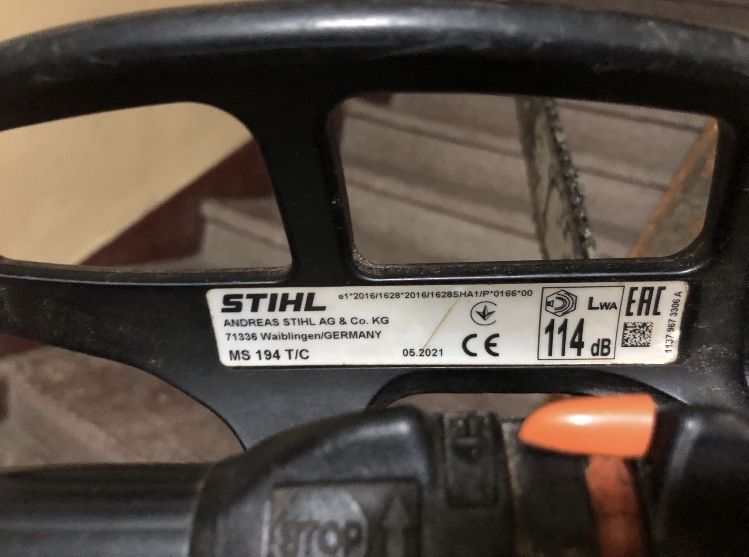 STIHL
e1*2016/1628*2016/1628SHA1/P*0166*00
ANDREAS STIHL AG & Co. KG
71336 Waiblingen/GERMANY
MS 194 T/C
05.2021
CE
LWA
114 dB
EAC
1137 967 3306 A
STOP